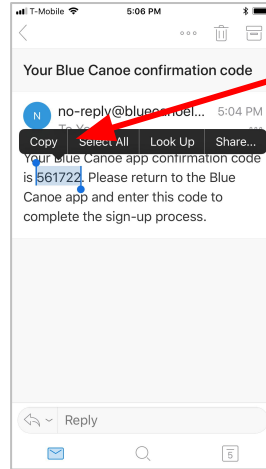 T-Mobile 5:06 PM
Your Blue Canoe confirmation code
N no-reply@bluecanoel... 5:04 PM
Copy Select All Look Up Share...
Your Blue Canoe app confirmation code
is 561722. Please return to the Blue
Canoe app and enter this code to
complete the sign-up process.
Reply
5